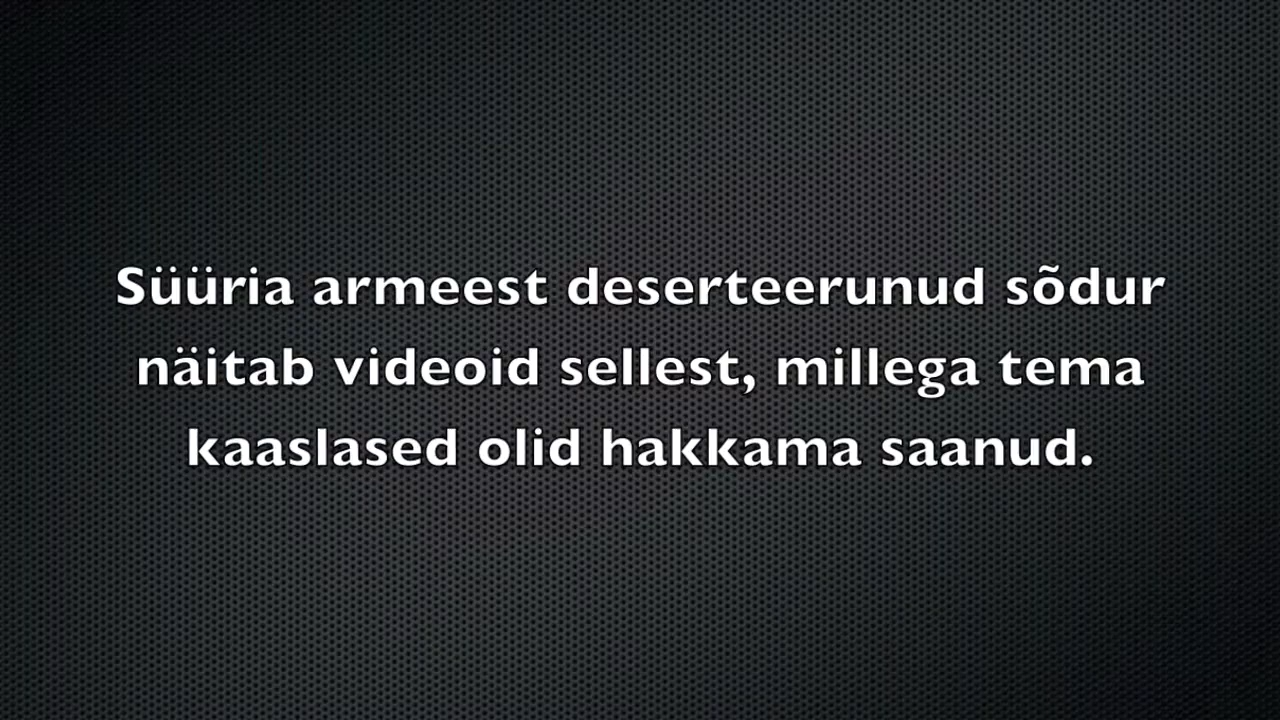 Süüria armeest deserteerunud sõdur
näitab videoid sellest, millega tema
kaaslased olid hakkama saanud.